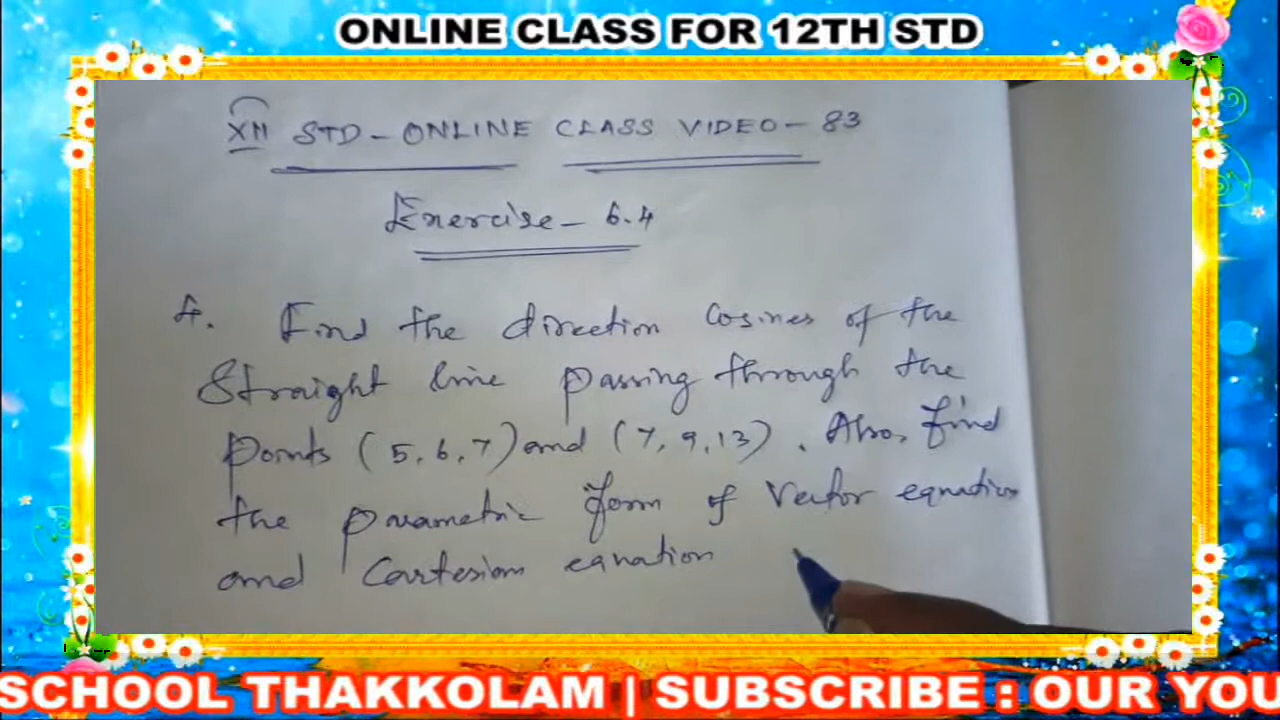 ONLINE CLASS FOR 12TH STD
XII STD - ONLINE CLASS VIDEO - 83
Exercise - 6.4
4. Find the direction cosines of the
Straight line passing through the
points (5, 6, 7) and (7, 9, 13). Also, find
the parametric form of vector equation
and Cartesian equation
SCHOOL THAKKOLAM | SUBSCRIBE : OUR YOU